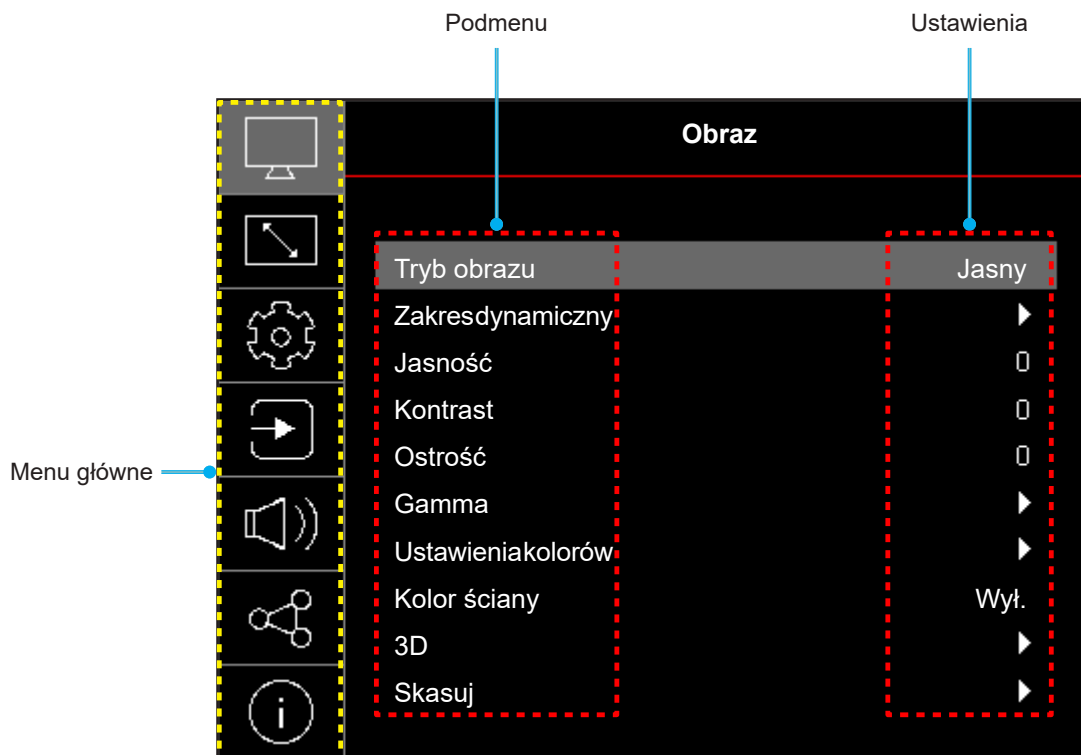 Podmenu Ustawienia
Obraz
Tryb obrazu Jasny
Zakresdynamiczny
Jasność 0
Kontrast 0
Ostrość 0
Menu główne
Gamma
Ustawieniakolorów
Kolor ściany Wył.
3D
Skasuj
i